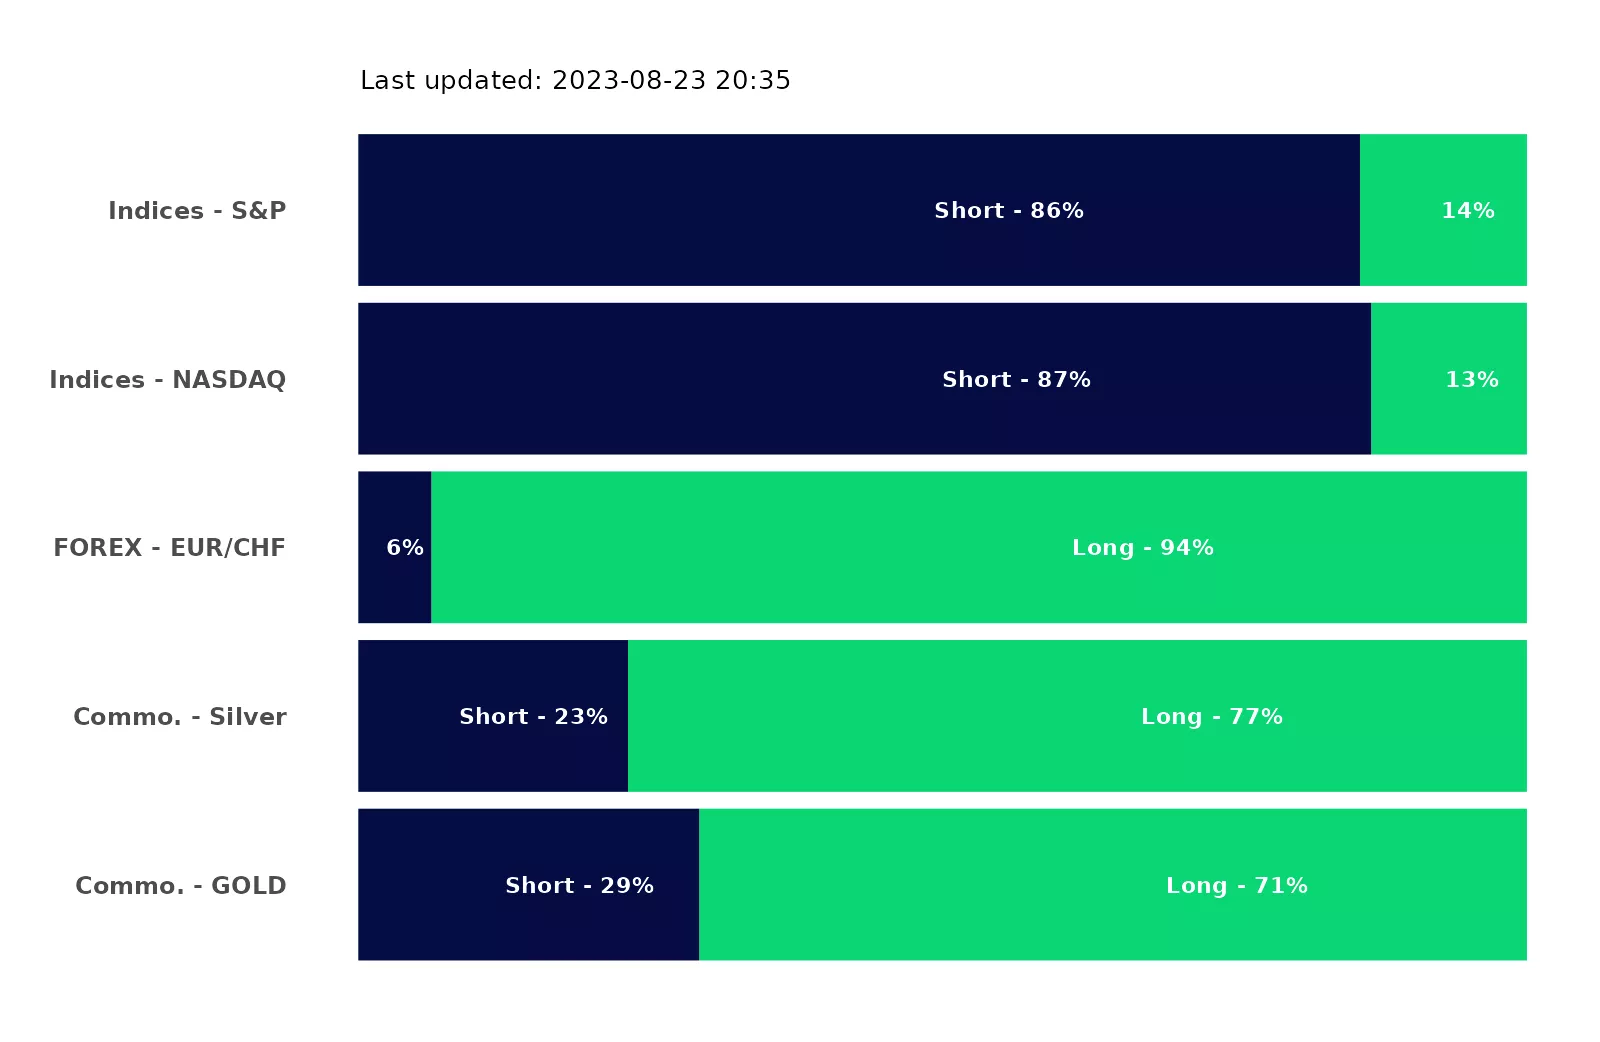 Last updated: 2023-08-23 20:35
Indices - S&P Short - 86% 14%
Indices - NASDAQ Short - 87% 13%
FOREX - EUR/CHF 6% Long - 94%
Commo. - Silver Short - 23% Long - 77%
Commo. - GOLD Short - 29% Long - 71%